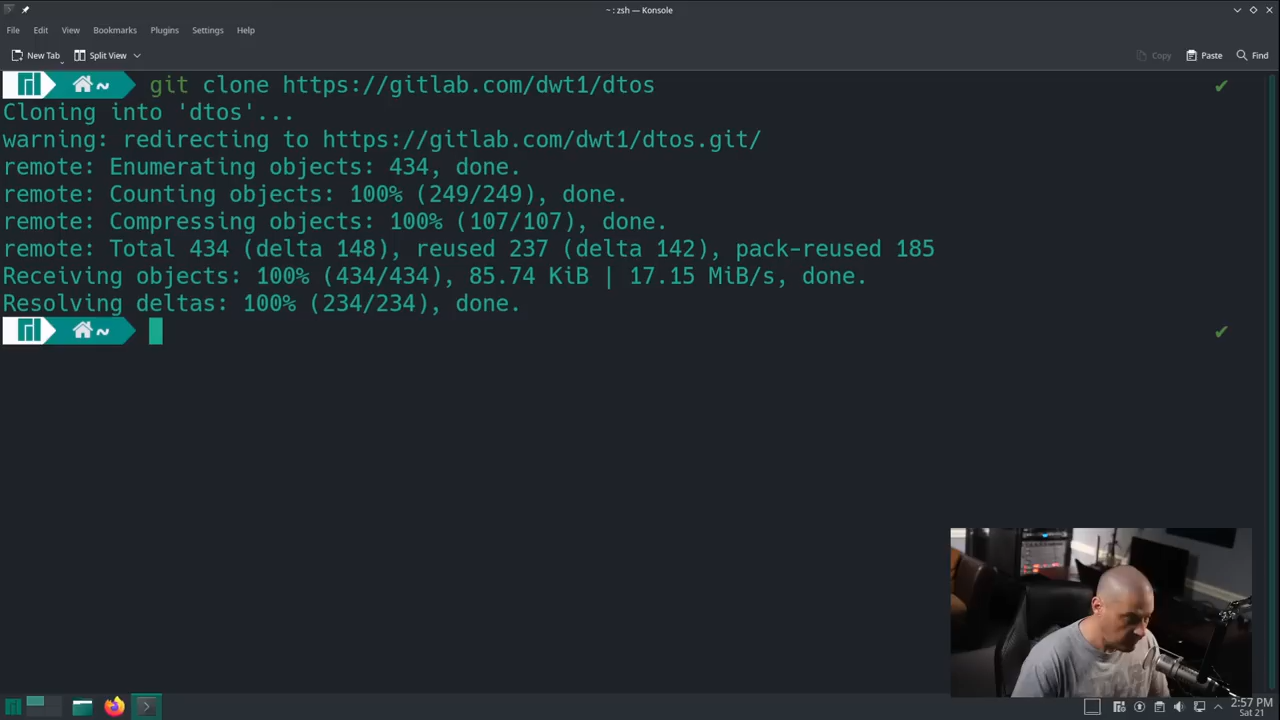 ~ : zsh — Konsole
File Edit View Bookmarks Plugins Settings Help
New Tab Split View Copy Paste Find
~ git clone https://gitlab.com/dwt1/dtos ✔
Cloning into 'dtos'...
warning: redirecting to https://gitlab.com/dwt1/dtos.git/
remote: Enumerating objects: 434, done.
remote: Counting objects: 100% (249/249), done.
remote: Compressing objects: 100% (107/107), done.
remote: Total 434 (delta 148), reused 237 (delta 142), pack-reused 185
Receiving objects: 100% (434/434), 85.74 KiB | 17.15 MiB/s, done.
Resolving deltas: 100% (234/234), done.
~ ✔
2:57 PM
Sat 21